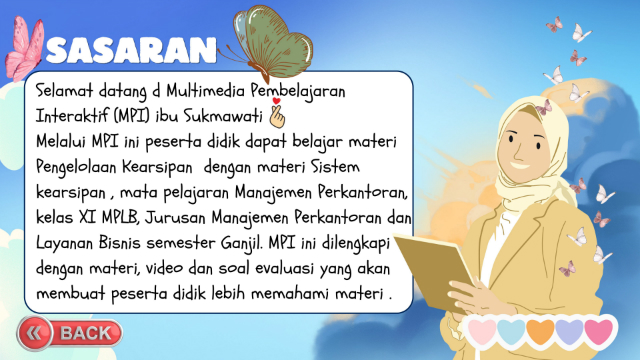 SASARAN
Selamat datang d Multimedia Pembelajaran
Interaktif (MPI) ibu Sukmawati
Melalui MPI ini peserta didik dapat belajar materi
Pengelolaan Kearsipan dengan materi Sistem
kearsipan , mata pelajaran Manajemen Perkantoran,
kelas XI MPLB, Jurusan Manajemen Perkantoran dan
Layanan Bisnis semester Ganjil. MPI ini dilengkapi
dengan materi, video dan soal evaluasi yang akan
membuat peserta didik lebih memahami materi .
BACK